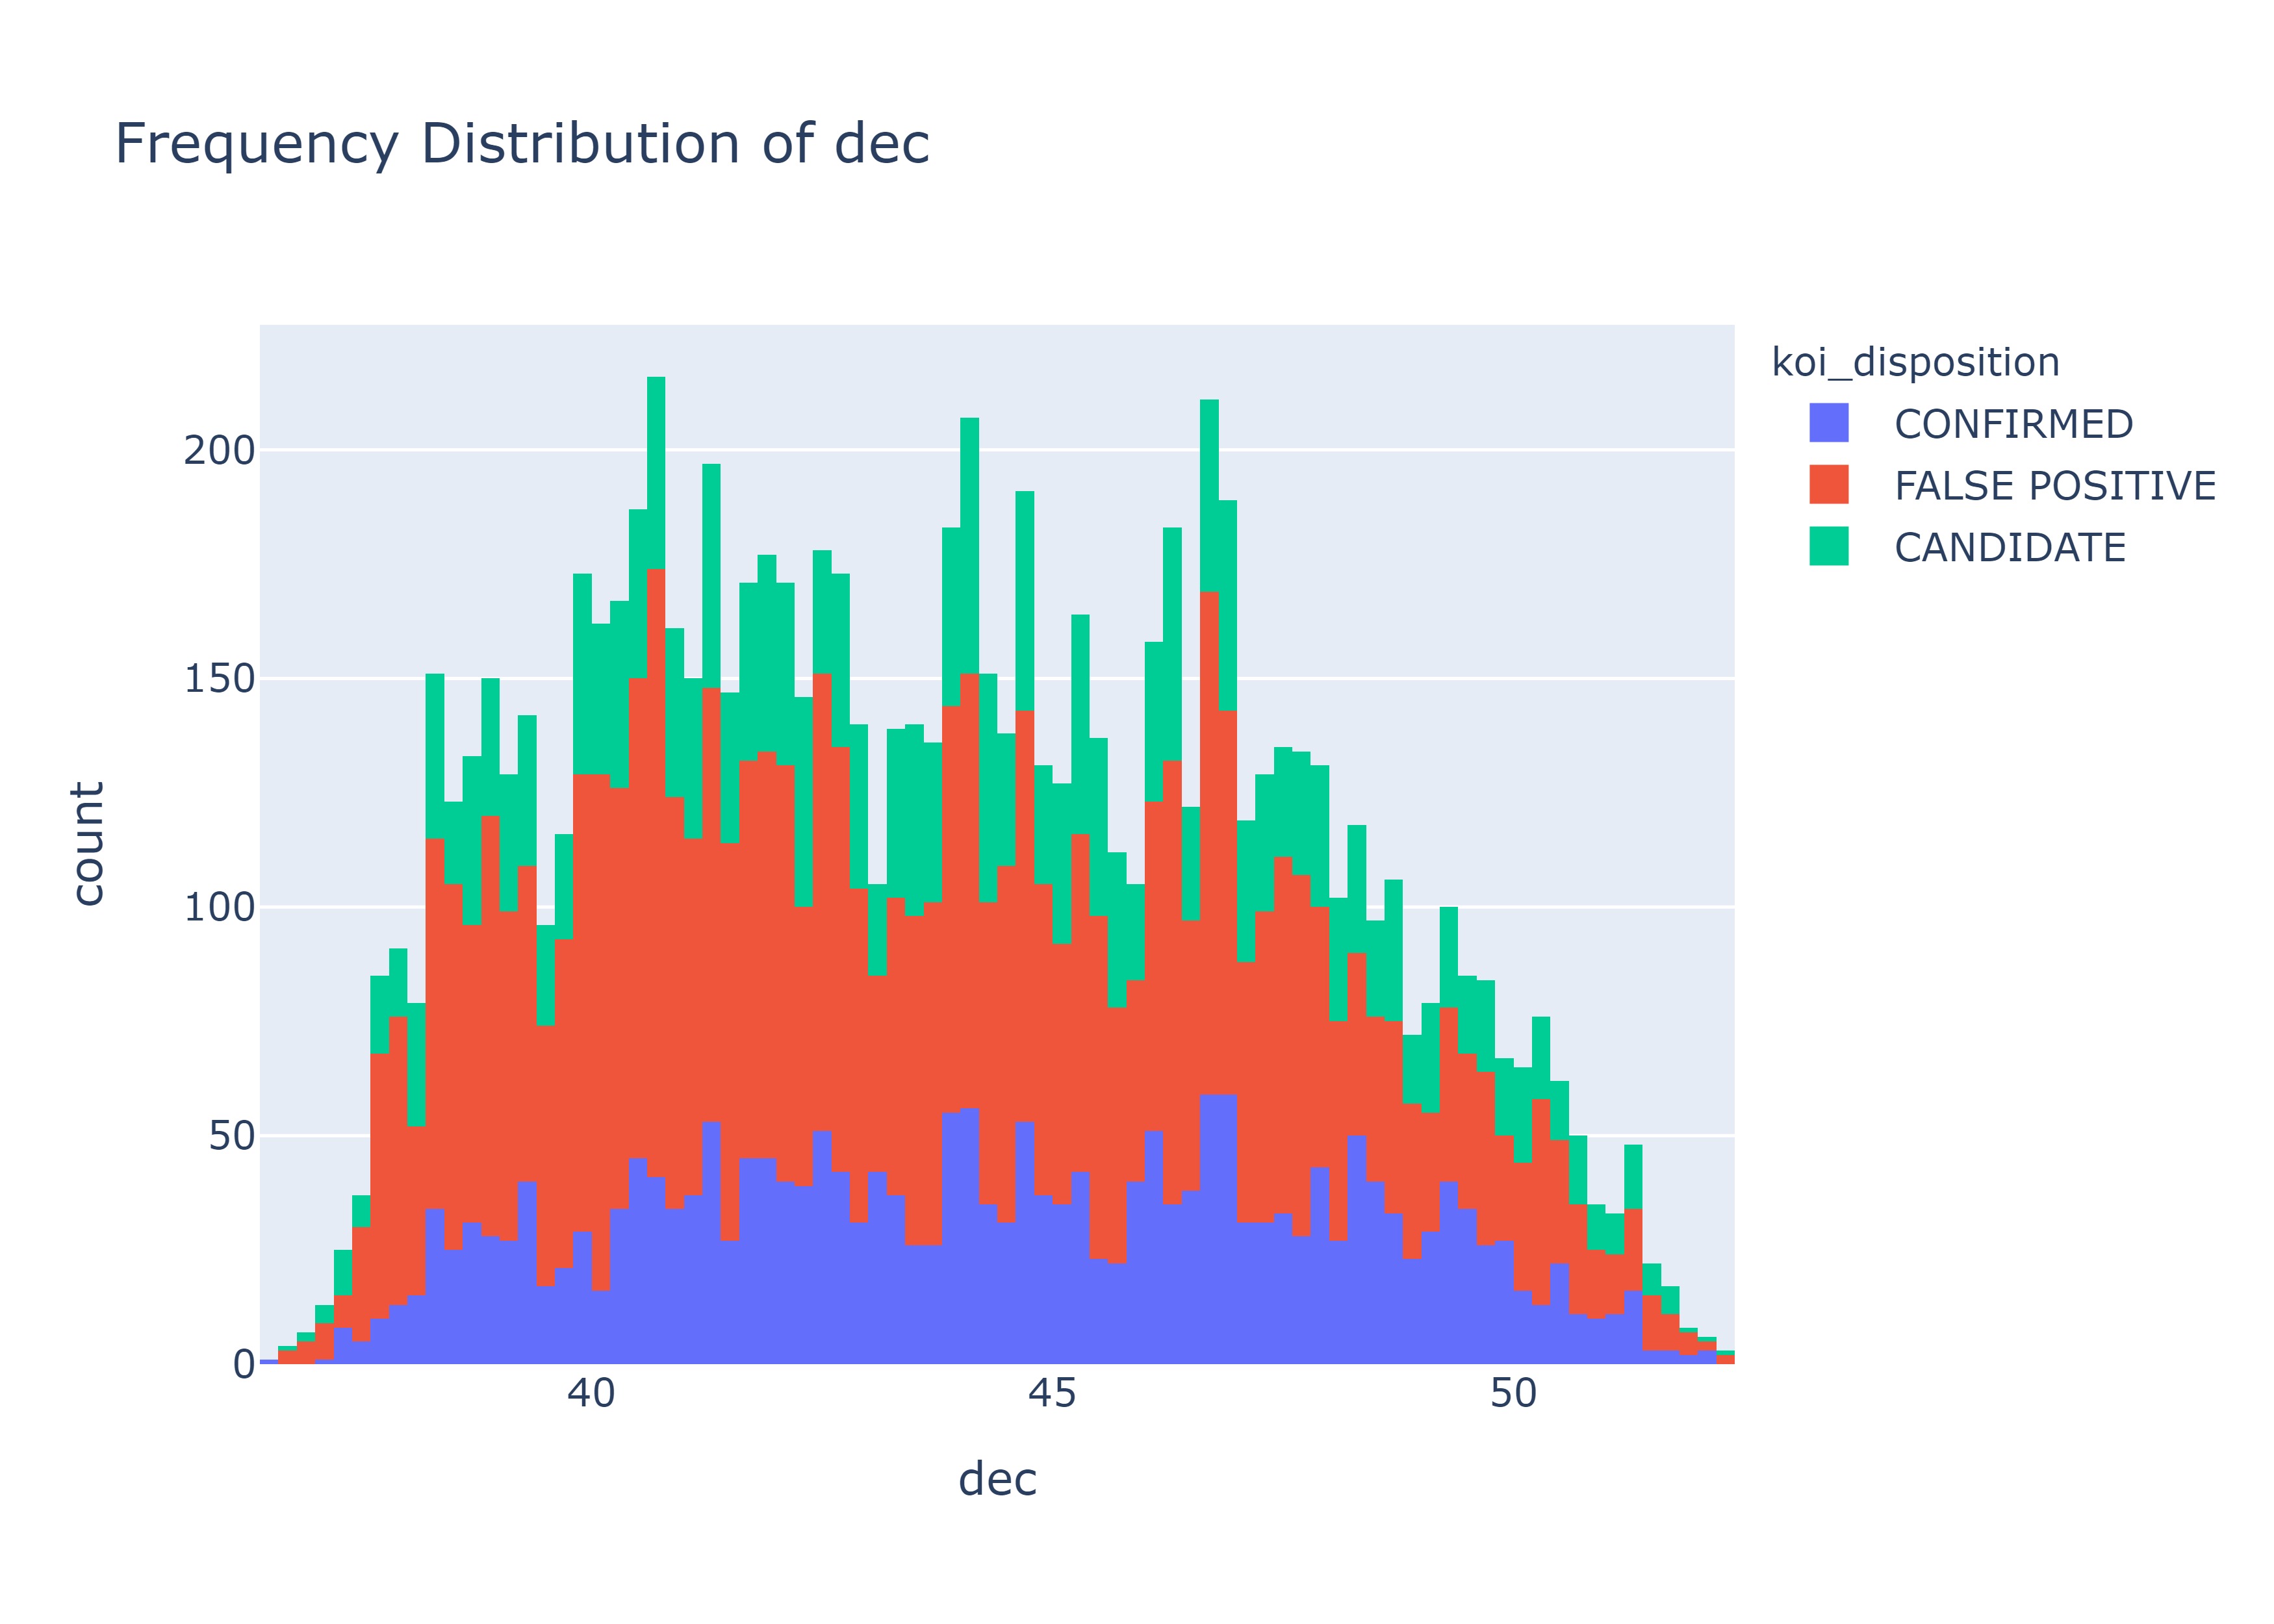 Frequency Distribution of dec
koi_disposition
CONFIRMED
FALSE POSITIVE
CANDIDATE
200
150
100
50
0
count
40
45
50
dec